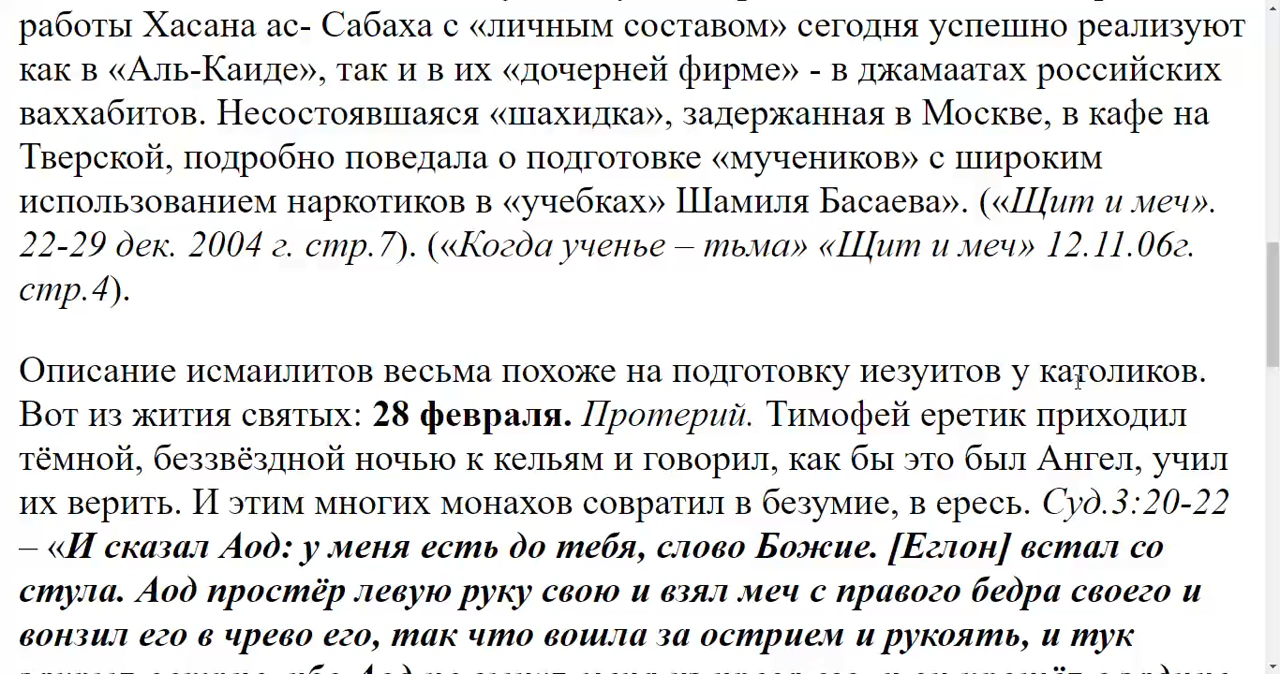 работы Хасана ас- Сабаха с «личным составом» сегодня успешно реализуют
как в «Аль-Каиде», так и в их «дочерней фирме» - в джамаатах российских
ваххабитов. Несостоявшаяся «шахидка», задержанная в Москве, в кафе на
Тверской, подробно поведала о подготовке «мучеников» с широким
использованием наркотиков в «учебках» Шамиля Басаева». («Щит и меч».
22-29 дек. 2004 г. стр.7). («Когда ученье – тьма» «Щит и меч» 12.11.06г.
стр.4).
Описание исмаилитов весьма похоже на подготовку иезуитов у католиков.
Вот из жития святых: 28 февраля. Протерий. Тимофей еретик приходил
тёмной, беззвёздной ночью к кельям и говорил, как бы это был Ангел, учил
их верить. И этим многих монахов совратил в безумие, в ересь. Суд.3:20-22
– «И сказал Аод: у меня есть до тебя, слово Божие. [Еглон] встал со
стула. Аод простёр левую руку свою и взял меч с правого бедра своего и
вонзил его в чрево его, так что вошла за острием и рукоять, и тук